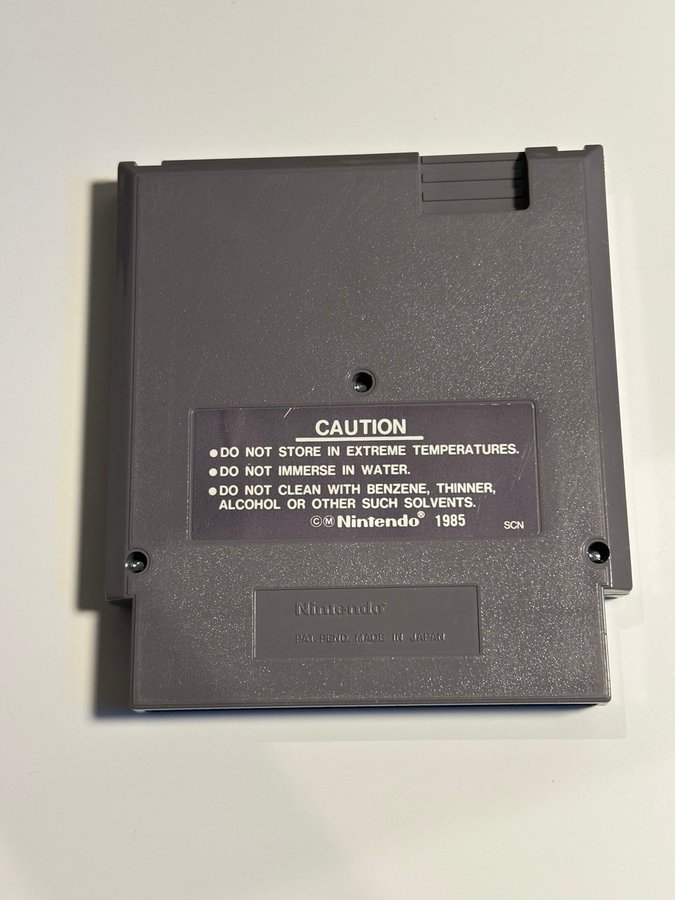 CAUTION
●DO NOT STORE IN EXTREME TEMPERATURES.
●DO NOT IMMERSE IN WATER.
●DO NOT CLEAN WITH BENZENE, THINNER,
ALCOHOL OR OTHER SUCH SOLVENTS.
©ⓂNintendo® 1985 SCN
Nintendo®
PAT. PEND. MADE IN JAPAN